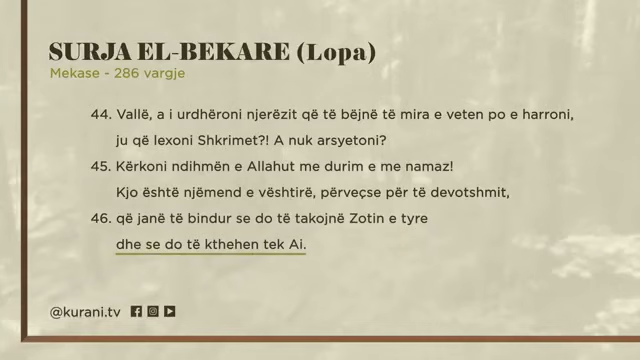 SURJA EL-BEKARE (Lopa)
Mekase - 286 vargje
44. Vallë, a i urdhëroni njerëzit që të bëjnë të mira e veten po e harroni,
ju që lexoni Shkrimet?! A nuk arsyetoni?
45. Kërkoni ndihmën e Allahut me durim e me namaz!
Kjo është njëmend e vështirë, përveçse për të devotshmit,
46. që janë të bindur se do të takojnë Zotin e tyre
dhe se do të kthehen tek Ai.
@kurani.tv